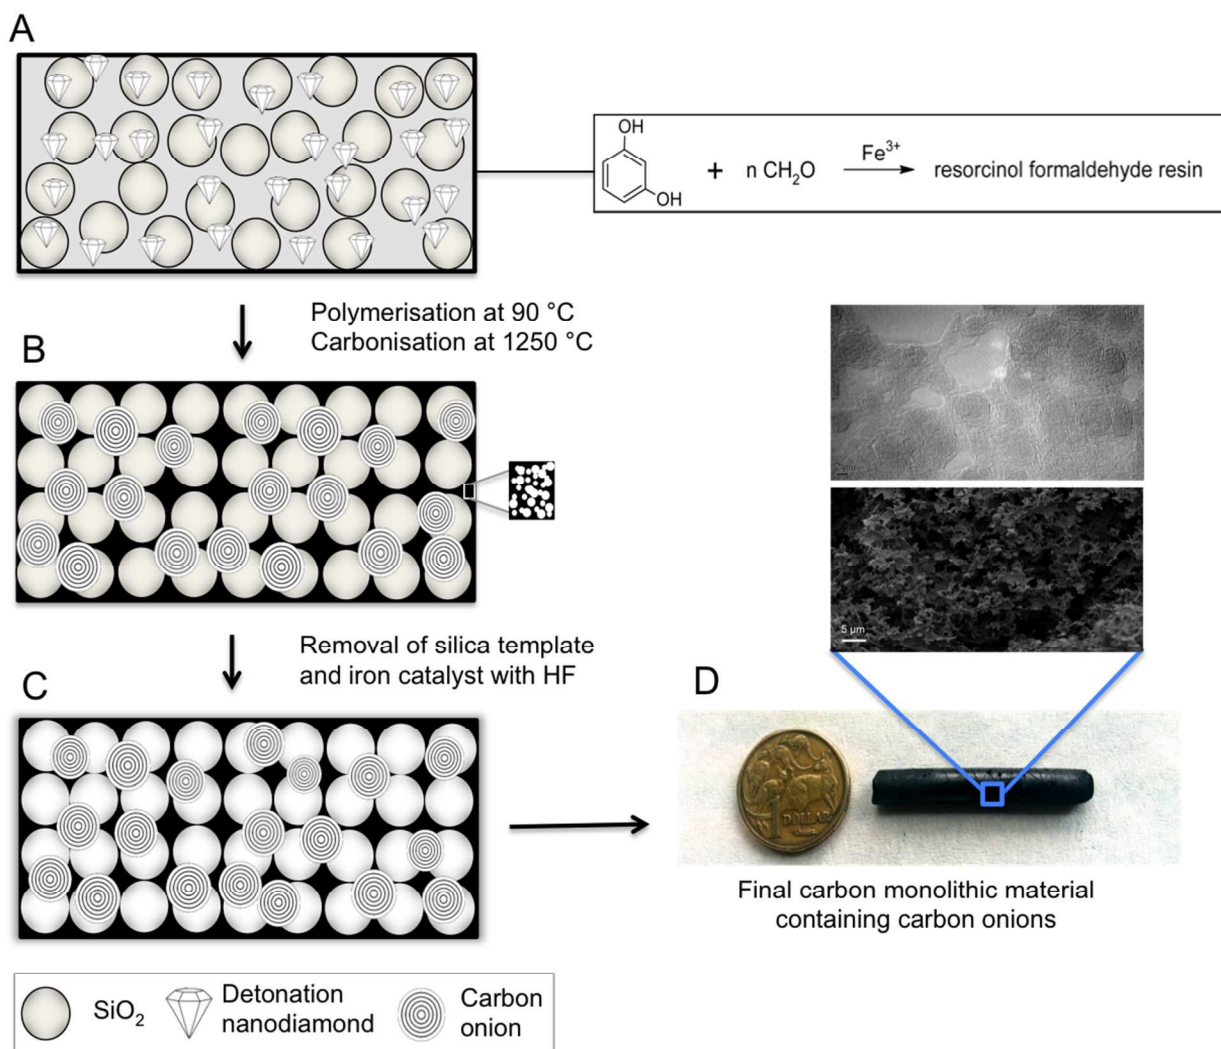 A
OH
OH
+
n CH₂O
Fe³⁺
resorcinol formaldehyde resin
Polymerisation at 90 °C
Carbonisation at 1250 °C
B
Removal of silica template
and iron catalyst with HF
C
5 µm
D
1
DOLLAR
Final carbon monolithic material
containing carbon onions
SiO₂
Detonation
nanodiamond
Carbon
onion